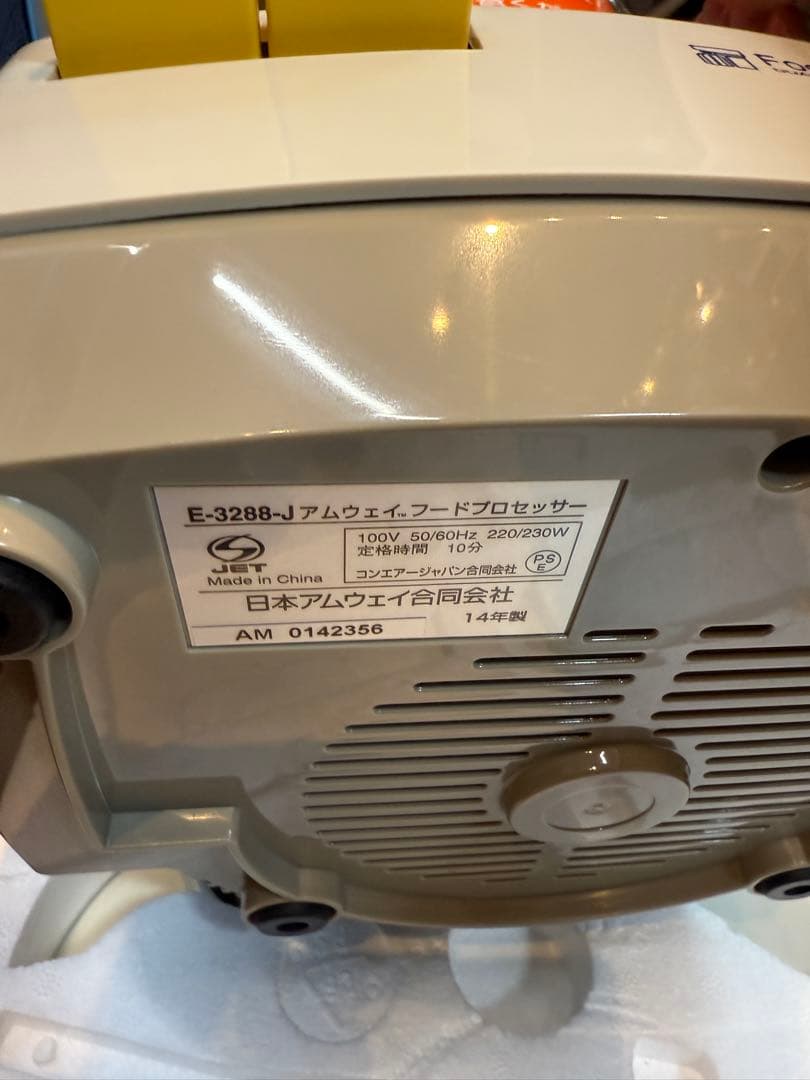 E-3288-J アムウェイ™ フードプロセッサー
JET
100V 50/60Hz 220/230W
定格時間 10分
コンエアージャパン合同会社
PS
E
Made in China
日本アムウェイ合同会社
14年製
AM 0142356